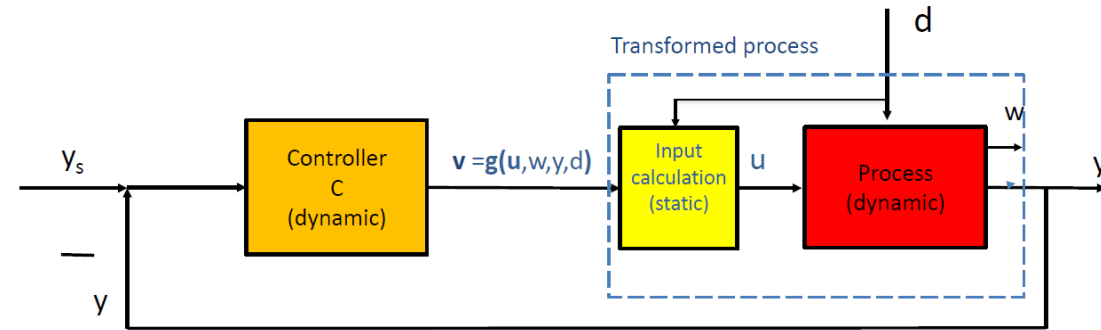 d
Transformed process
w
yₛ
Controller
C
(dynamic)
v =g(u,w,y,d)
Input
calculation
(static)
u
Process
(dynamic)
y
—
y